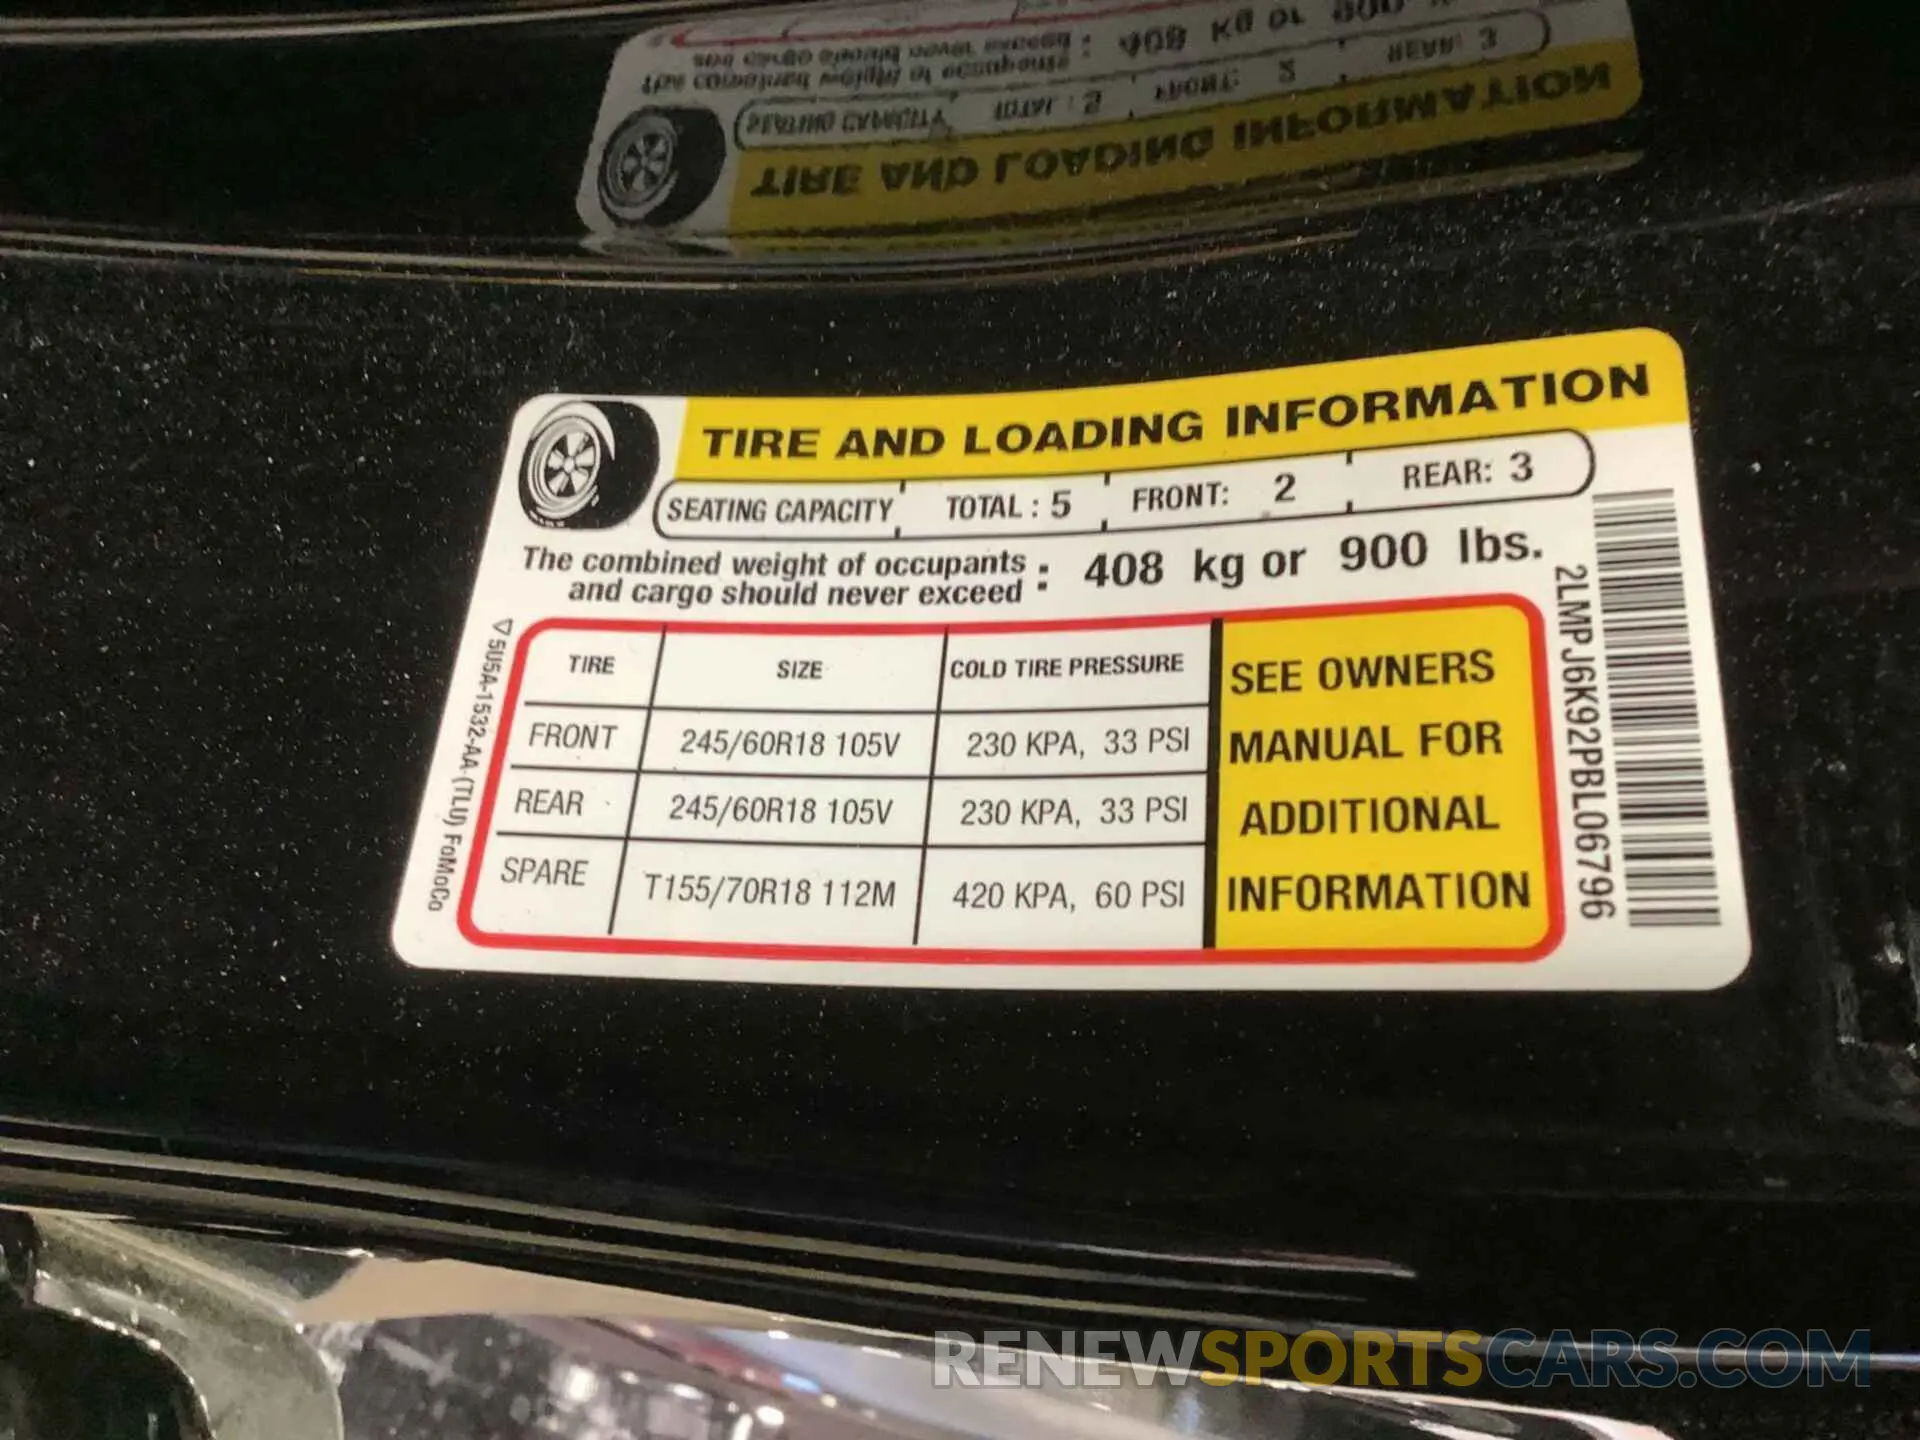 TIRE AND LOADING INFORMATION
SEATING CAPACITY TOTAL : 5 FRONT: 2 REAR: 3
The combined weight of occupants and cargo should never exceed : 408 kg or 900 lbs.
TIRE SIZE COLD TIRE PRESSURE
FRONT 245/60R18 105V 230 KPA, 33 PSI
REAR 245/60R18 105V 230 KPA, 33 PSI
SPARE T155/70R18 112M 420 KPA, 60 PSI
SEE OWNERS
MANUAL FOR
ADDITIONAL
INFORMATION
5U5A-1532-AA (TLU) FoMoCo
2LMPJ6K92PBL06796
RENEWSPORTSCARS.COM